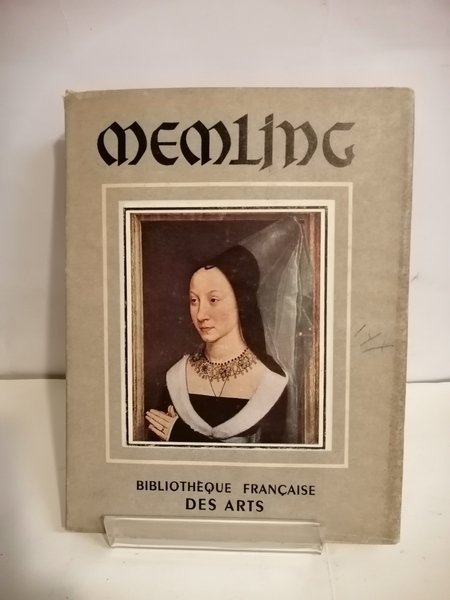 MEMLING
BIBLIOTHÈQUE FRANÇAISE
DES ARTS